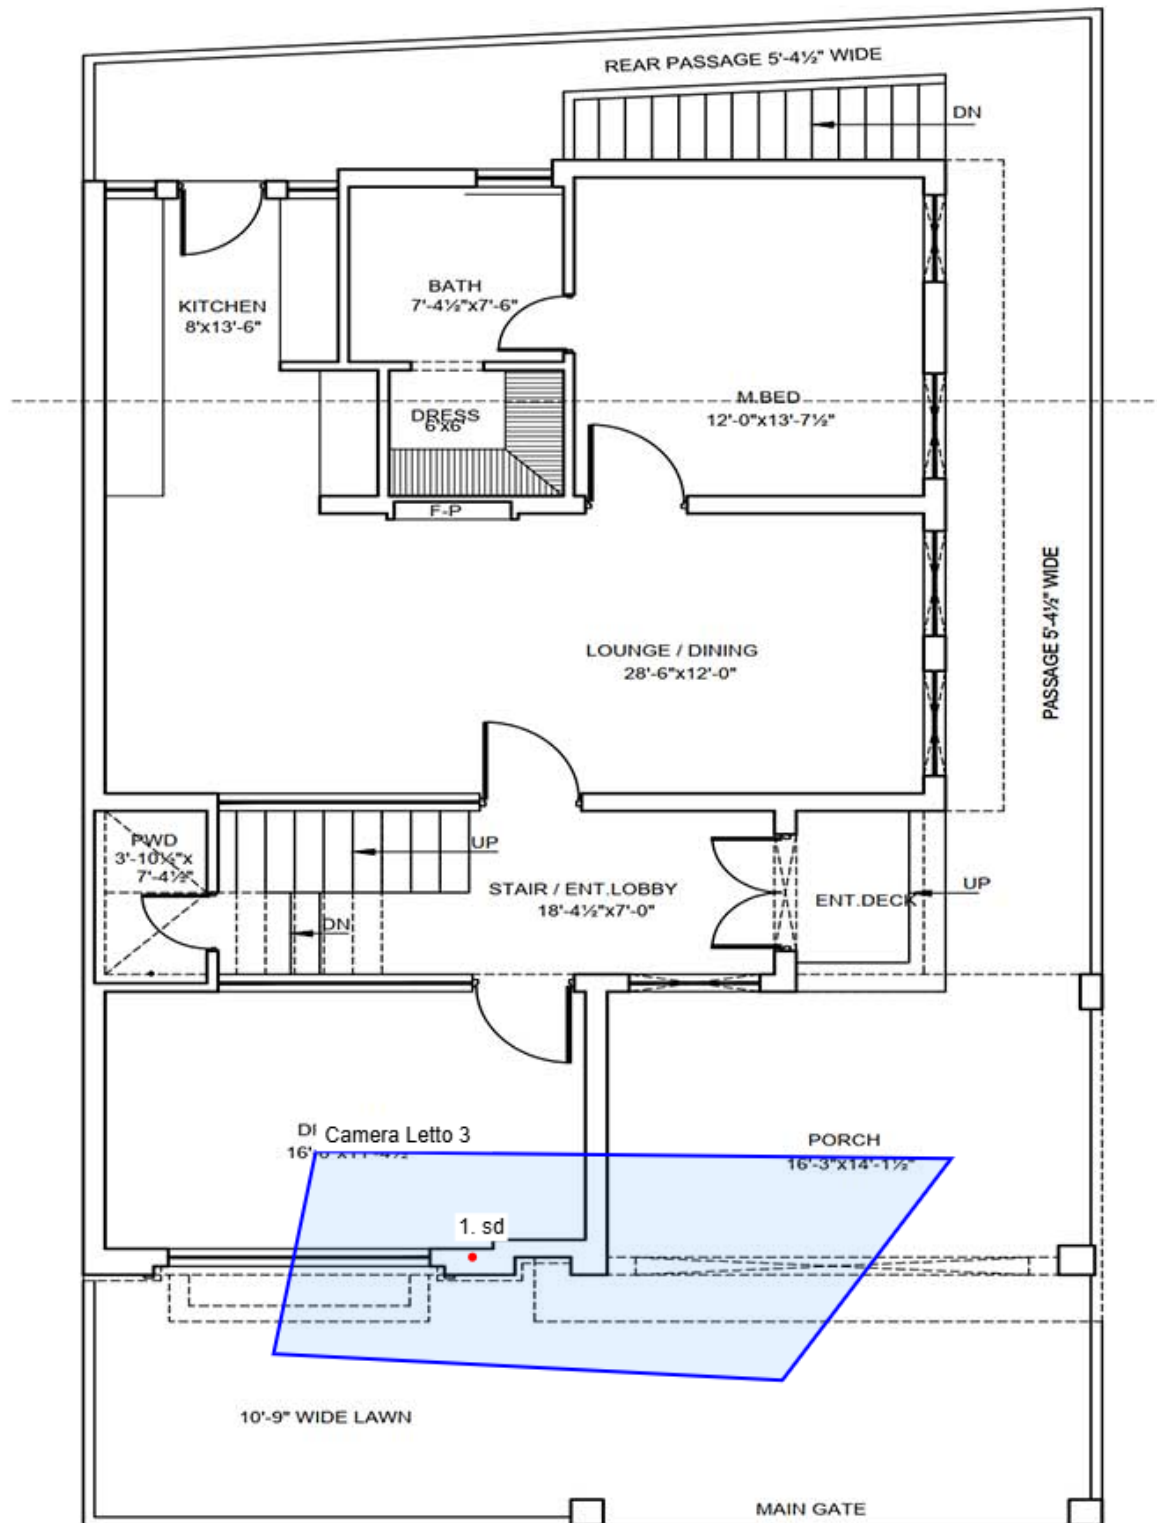 REAR PASSAGE 5'-4½" WIDE
DN
BATH
7'-4½"x7'-6"
KITCHEN
8'x13'-6"
M.BED
12'-0"x13'-7½"
DRESS
6'x6'
F-P
LOUNGE / DINING
28'-6"x12'-0"
PASSAGE 5'-4½" WIDE
PWD
3'-10½"x
7'-4½"
UP
STAIR / ENT.LOBBY
18'-4½"x7'-0"
DN
ENT.DECK
UP
Camera Letto 3
PORCH
16'-3"x14'-1½"
1. sd
10'-9" WIDE LAWN
MAIN GATE